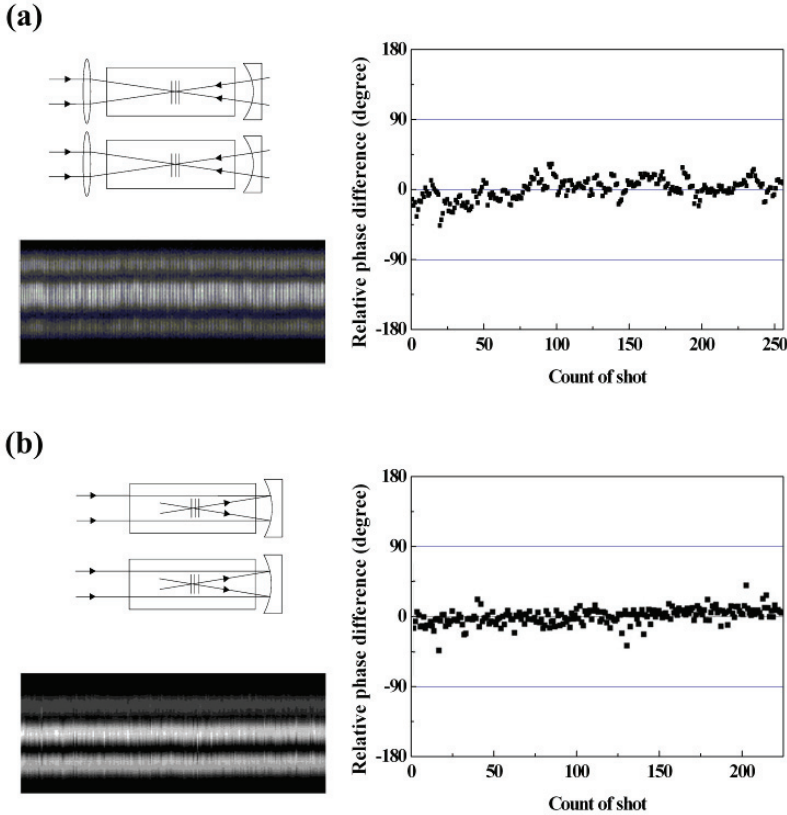 (a)
180
90
0
-90
-180
Relative phase difference (degree)
0 50 100 150 200 250
Count of shot
(b)
180
90
0
-90
-180
Relative phase difference (degree)
0 50 100 150 200
Count of shot